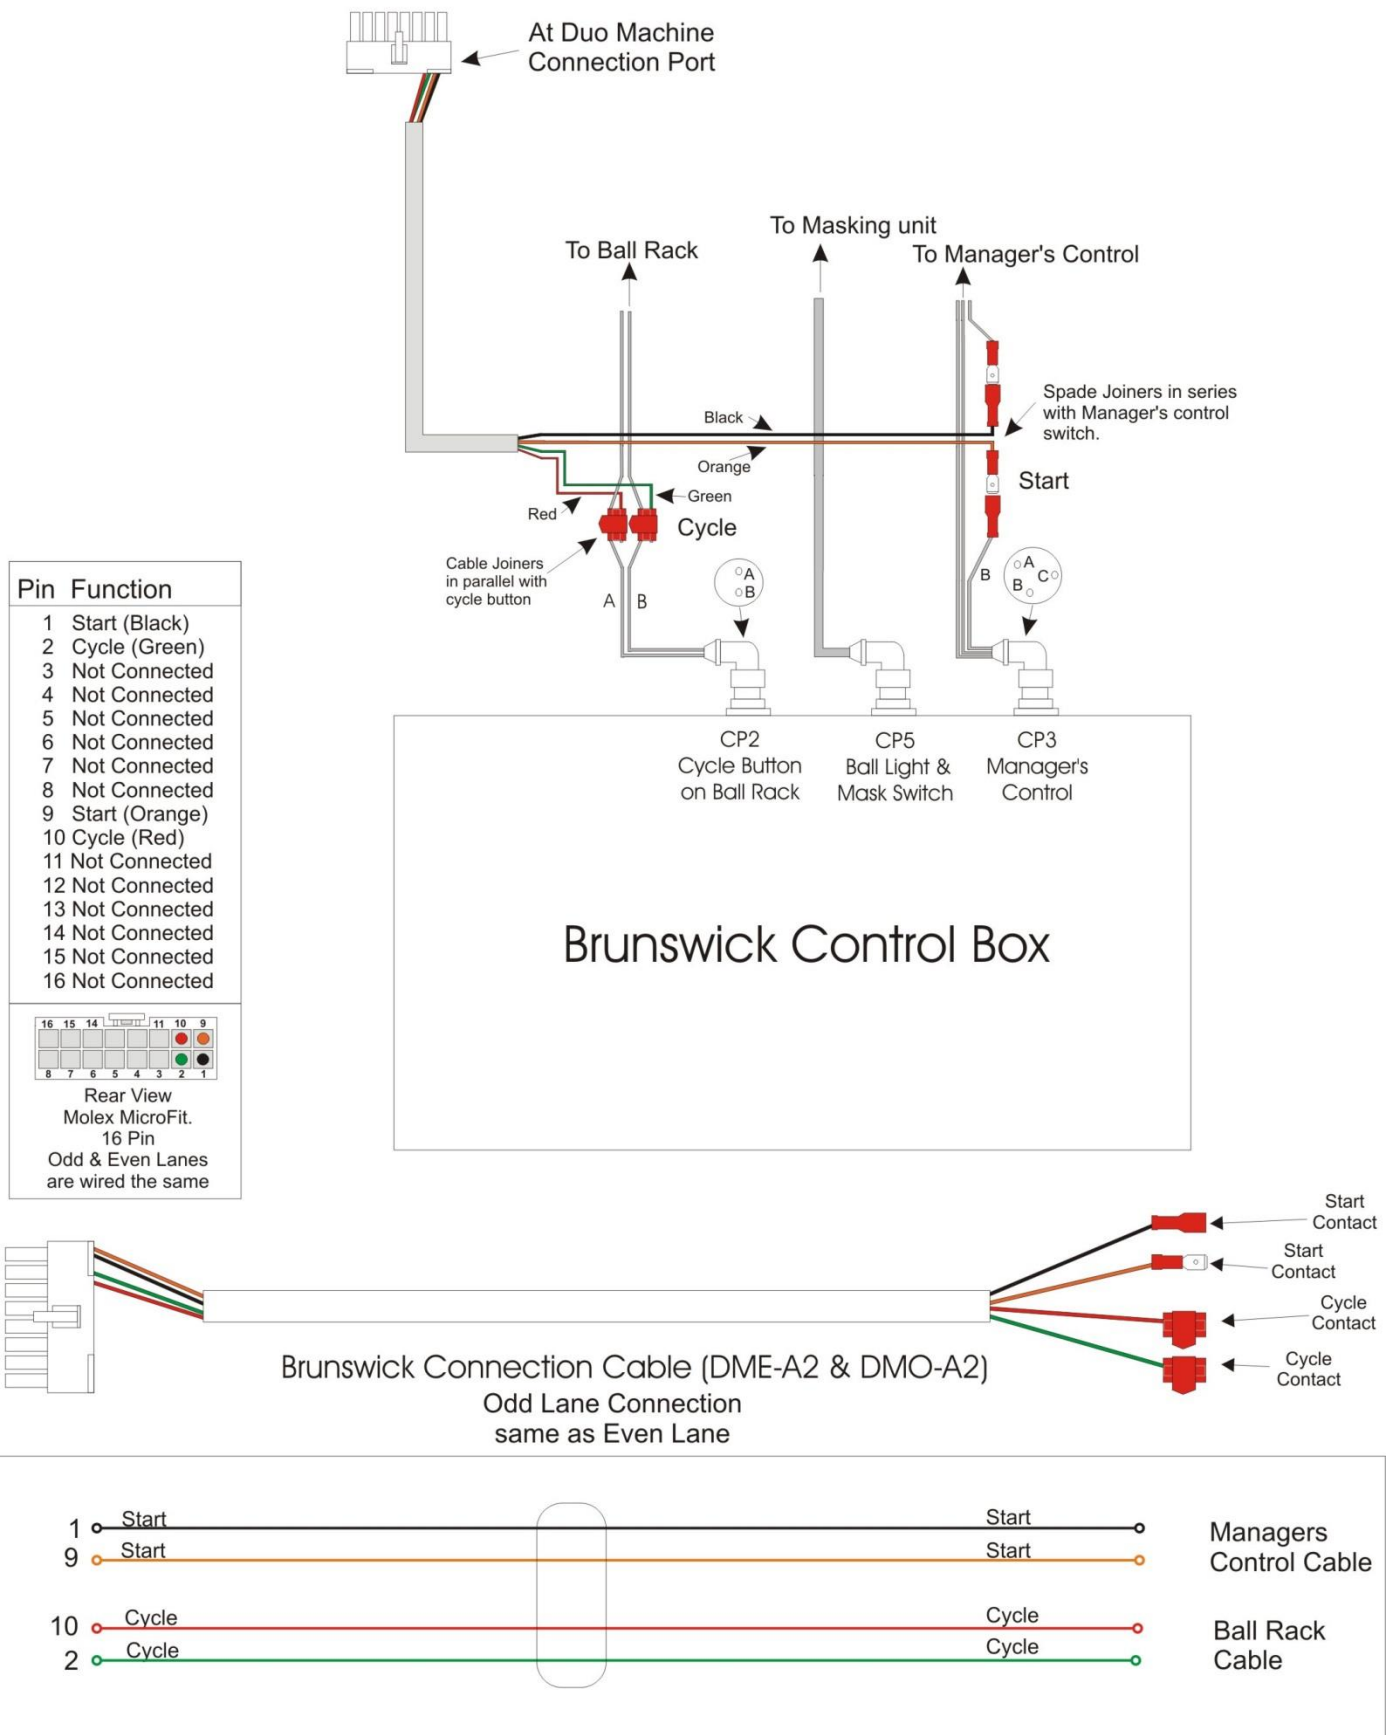 At Duo Machine
Connection Port
To Ball Rack
To Masking unit
To Manager's Control
Spade Joiners in series
with Manager's control
switch.
Black
Orange
Start
Green
Red
Cycle
Cable Joiners
in parallel with
cycle button
A B
A
B
B
A
B C
Pin Function
1 Start (Black)
2 Cycle (Green)
3 Not Connected
4 Not Connected
5 Not Connected
6 Not Connected
7 Not Connected
8 Not Connected
9 Start (Orange)
10 Cycle (Red)
11 Not Connected
12 Not Connected
13 Not Connected
14 Not Connected
15 Not Connected
16 Not Connected
16 15 14 11 10 9
8 7 6 5 4 3 2 1
Rear View
Molex MicroFit.
16 Pin
Odd & Even Lanes
are wired the same
CP2
Cycle Button
on Ball Rack
CP5
Ball Light &
Mask Switch
CP3
Manager's
Control
Brunswick Control Box
Start
Contact
Start
Contact
Cycle
Contact
Cycle
Contact
Brunswick Connection Cable (DME-A2 & DMO-A2)
Odd Lane Connection
same as Even Lane
1 Start Start
9 Start Start
Managers
Control Cable
10 Cycle Cycle
2 Cycle Cycle
Ball Rack
Cable